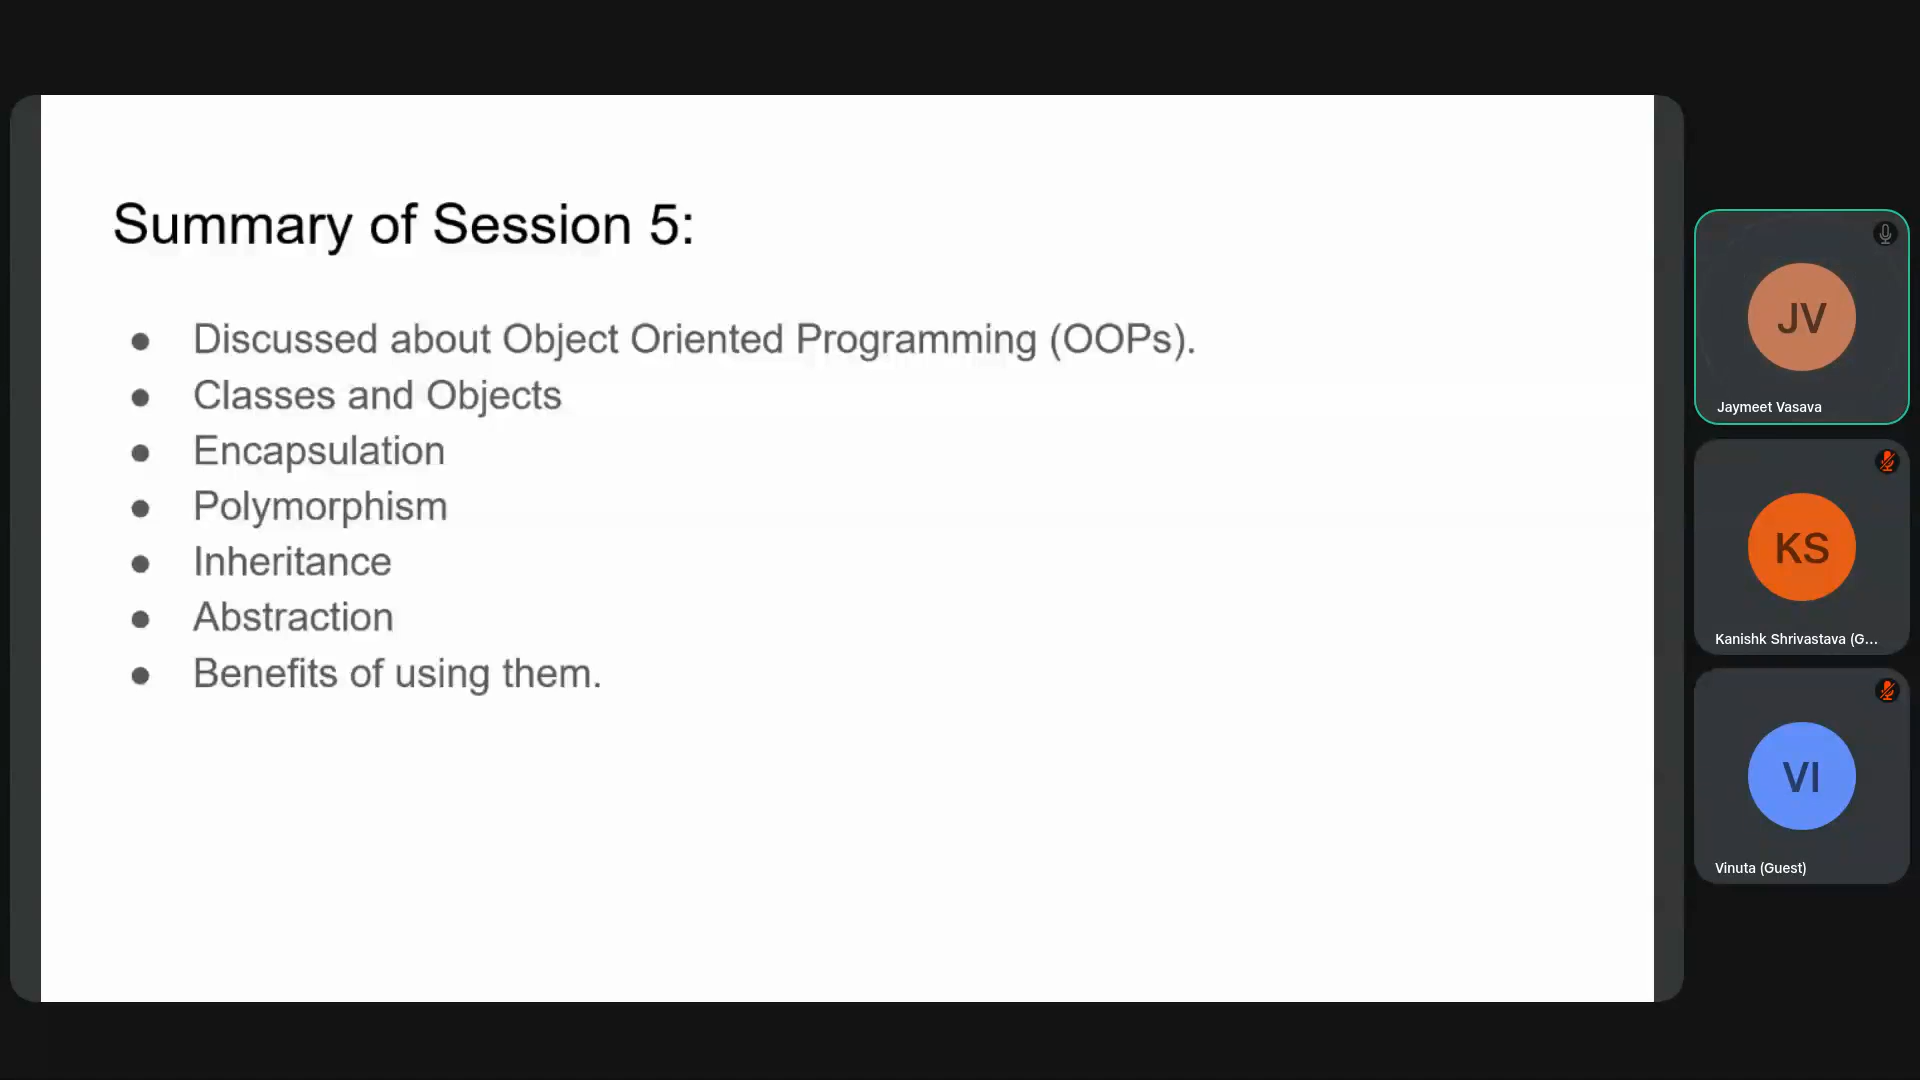 Summary of Session 5:
● Discussed about Object Oriented Programming (OOPs).
● Classes and Objects
● Encapsulation
● Polymorphism
● Inheritance
● Abstraction
● Benefits of using them.
JV
Jaymeet Vasava
KS
Kanishk Shrivastava (G...
VI
Vinuta (Guest)